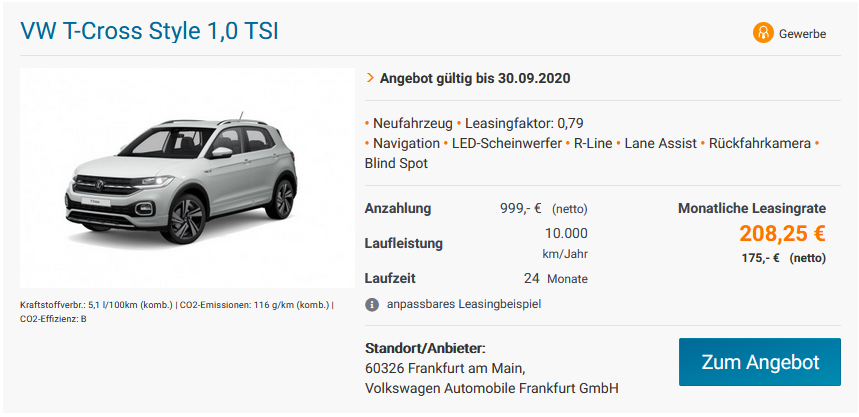 VW T-Cross Style 1,0 TSI
Gewerbe
> Angebot gültig bis 30.09.2020
• Neufahrzeug • Leasingfaktor: 0,79
• Navigation • LED-Scheinwerfer • R-Line • Lane Assist • Rückfahrkamera •
Blind Spot
Anzahlung 999,- € (netto)
Laufleistung 10.000
km/Jahr
Laufzeit 24 Monate
i anpassbares Leasingbeispiel
Monatliche Leasingrate
208,25 €
175,- € (netto)
Kraftstoffverbr.: 5,1 l/100km (komb.) | CO2-Emissionen: 116 g/km (komb.) |
CO2-Effizienz: B
Standort/Anbieter:
60326 Frankfurt am Main,
Volkswagen Automobile Frankfurt GmbH
Zum Angebot